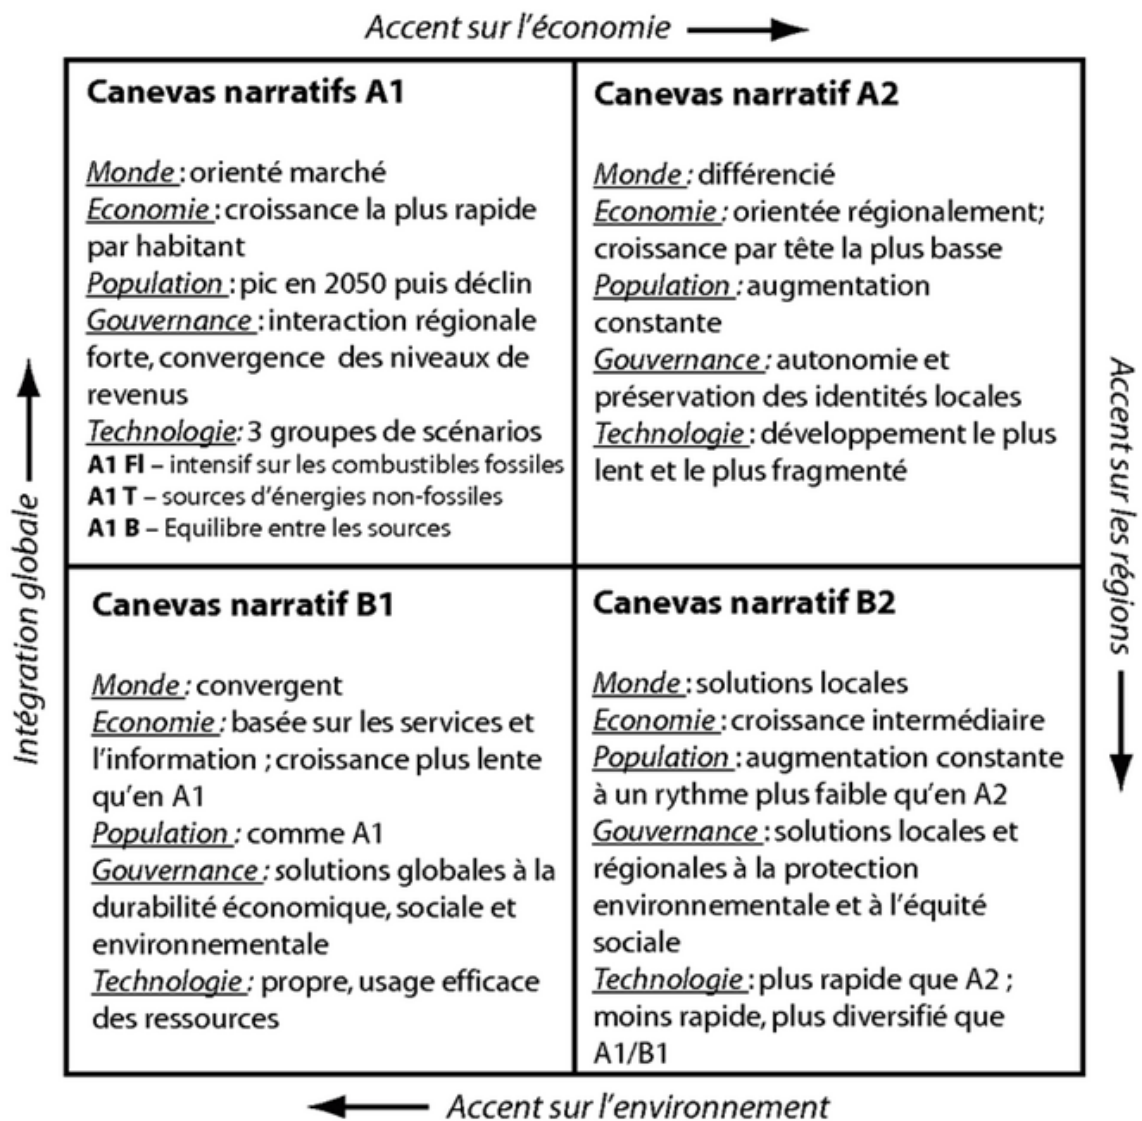 Accent sur l'économie
Canevas narratifs A1
Monde : orienté marché
Economie : croissance la plus rapide
par habitant
Population : pic en 2050 puis déclin
Gouvernance : interaction régionale
forte, convergence des niveaux de
revenus
Technologie: 3 groupes de scénarios
A1 Fl – intensif sur les combustibles fossiles
A1 T – sources d'énergies non-fossiles
A1 B – Equilibre entre les sources
Canevas narratif A2
Monde : différencié
Economie : orientée régionalement;
croissance par tête la plus basse
Population : augmentation
constante
Gouvernance : autonomie et
préservation des identités locales
Technologie : développement le plus
lent et le plus fragmenté
Intégration globale
Accent sur les régions
Canevas narratif B1
Monde : convergent
Economie : basée sur les services et
l'information ; croissance plus lente
qu'en A1
Population : comme A1
Gouvernance : solutions globales à la
durabilité économique, sociale et
environnementale
Technologie : propre, usage efficace
des ressources
Canevas narratif B2
Monde : solutions locales
Economie : croissance intermédiaire
Population : augmentation constante
à un rythme plus faible qu'en A2
Gouvernance : solutions locales et
régionales à la protection
environnementale et à l'équité
sociale
Technologie : plus rapide que A2 ;
moins rapide, plus diversifié que
A1/B1
Accent sur l'environnement